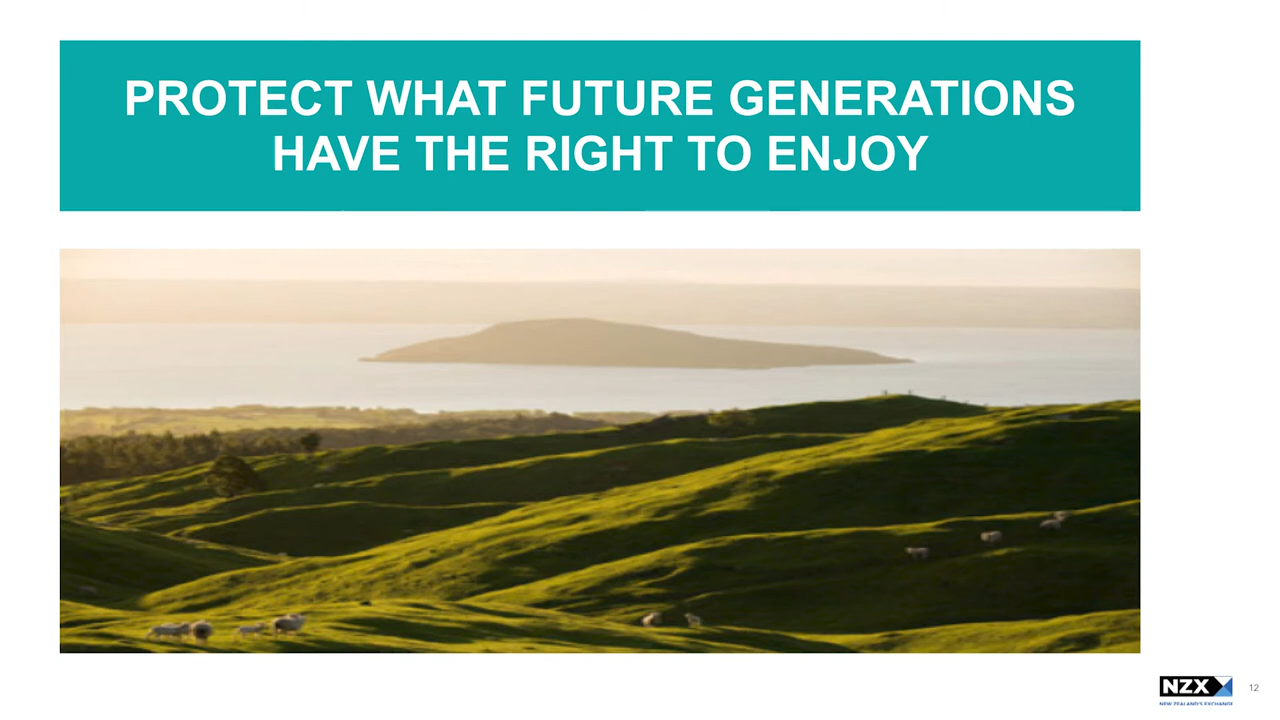 PROTECT WHAT FUTURE GENERATIONS
HAVE THE RIGHT TO ENJOY
NZX
NEW ZEALAND'S EXCHANGE
12